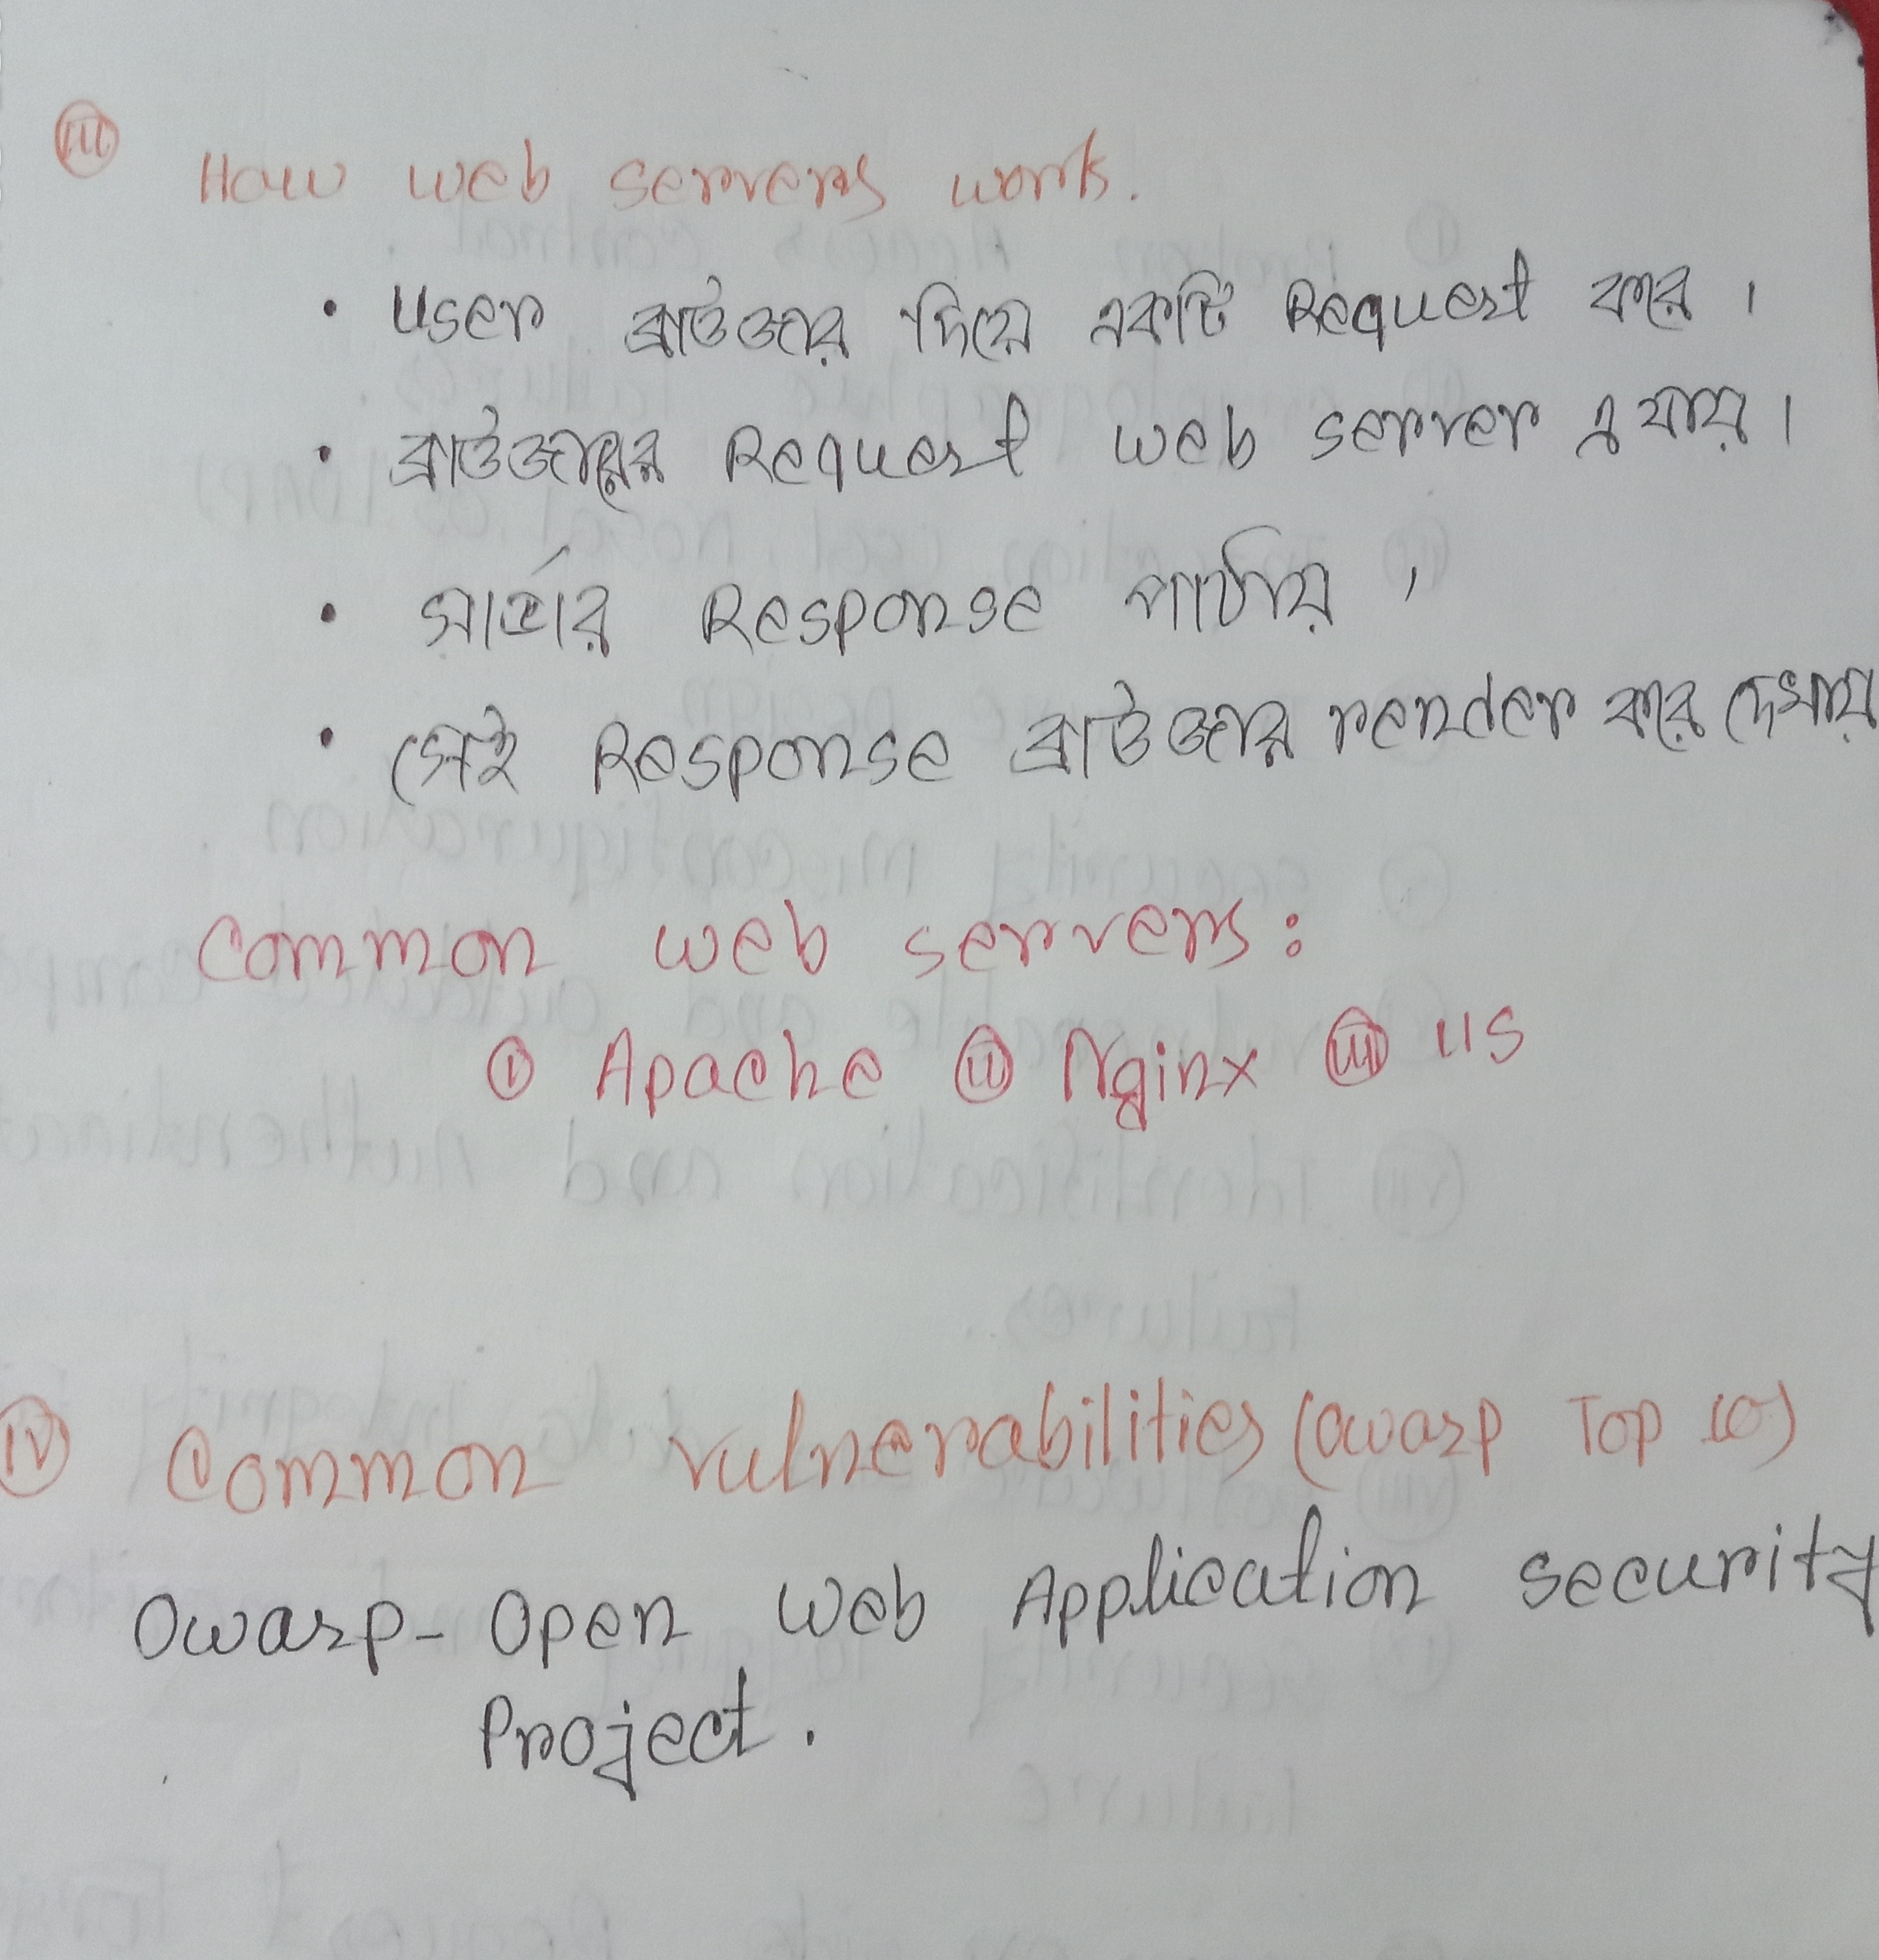 (III) How web servers work.
• User ব্রাউজার দিয়ে একটি Request করে ।
• ব্রাউজারের Request web server এ যায় ।
• সার্ভার Response পাঠায় ।
• সেই Response ব্রাউজার render করে দেখায়
Common web servers:
(I) Apache (II) Nginx (III) IIS
(IV) Common vulnerabilities (Owasp Top 10)
Owasp - Open Web Application Security
Project.